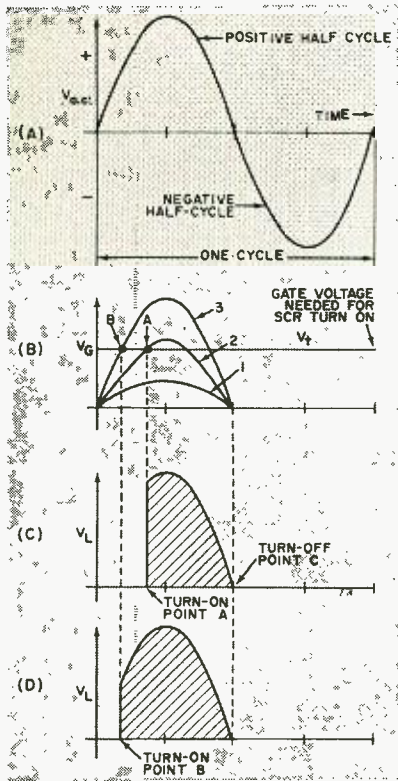 +
POSITIVE HALF CYCLE
Va.c.
TIME
(A)
−
NEGATIVE
HALF-CYCLE
ONE CYCLE
GATE VOLTAGE
NEEDED FOR
SCR TURN ON
B A 3
2
(B) VG Vt
1
(C)
VL
TURN-OFF
POINT C
TURN-ON
POINT A
(D) VL
TURN-ON
POINT B